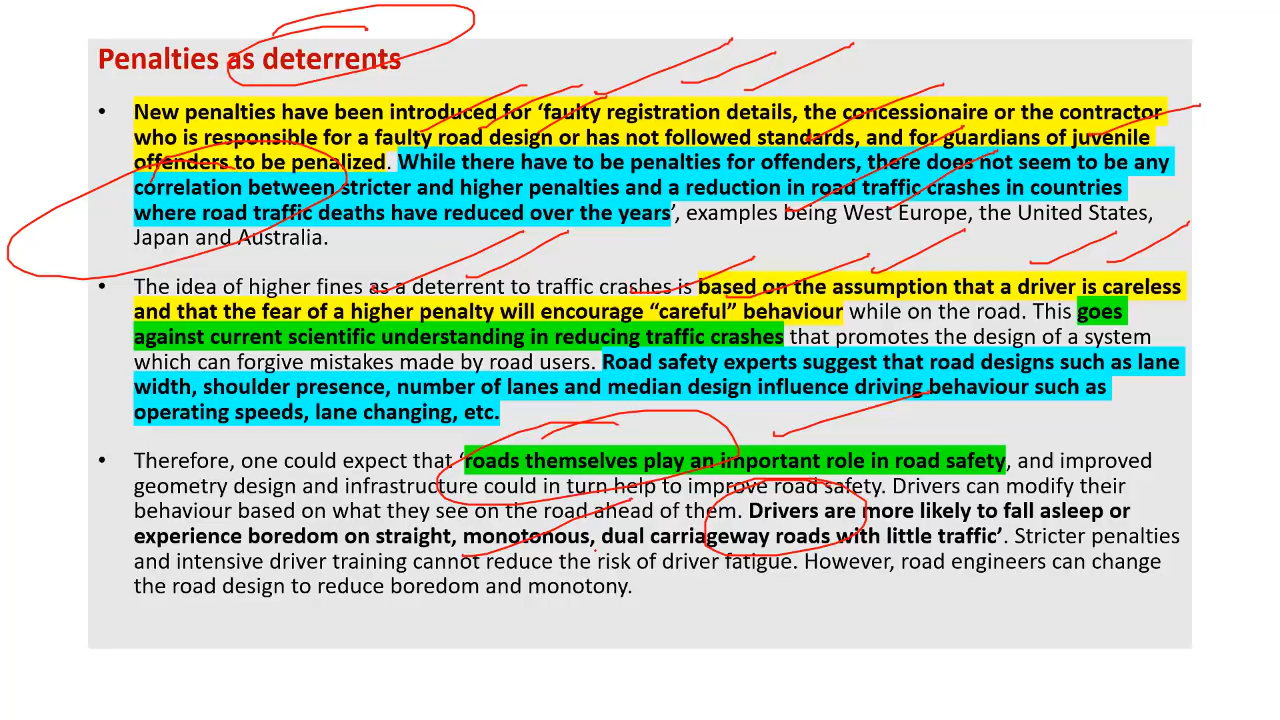 Penalties as deterrents
• New penalties have been introduced for ‘faulty registration details, the concessionaire or the contractor
who is responsible for a faulty road design or has not followed standards, and for guardians of juvenile
offenders to be penalized. While there have to be penalties for offenders, there does not seem to be any
correlation between stricter and higher penalties and a reduction in road traffic crashes in countries
where road traffic deaths have reduced over the years’, examples being West Europe, the United States,
Japan and Australia.
• The idea of higher fines as a deterrent to traffic crashes is based on the assumption that a driver is careless
and that the fear of a higher penalty will encourage “careful” behaviour while on the road. This goes
against current scientific understanding in reducing traffic crashes that promotes the design of a system
which can forgive mistakes made by road users. Road safety experts suggest that road designs such as lane
width, shoulder presence, number of lanes and median design influence driving behaviour such as
operating speeds, lane changing, etc.
• Therefore, one could expect that ‘roads themselves play an important role in road safety, and improved
geometry design and infrastructure could in turn help to improve road safety. Drivers can modify their
behaviour based on what they see on the road ahead of them. Drivers are more likely to fall asleep or
experience boredom on straight, monotonous, dual carriageway roads with little traffic’. Stricter penalties
and intensive driver training cannot reduce the risk of driver fatigue. However, road engineers can change
the road design to reduce boredom and monotony.